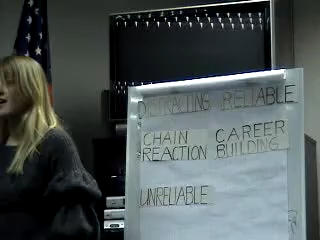 DISTRACTING RELIABLE
CHAIN REACTION
CAREER BUILDING
UNRELIABLE